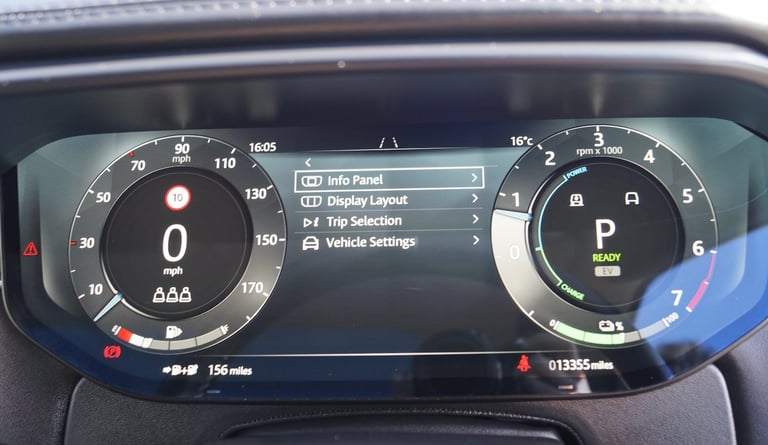 16:05
16°c
10
30
50
70
90
mph
110
130
150
170
10
0
mph
E
F
<
Info Panel >
Display Layout >
Trip Selection >
Vehicle Settings >
0
1
2
3
rpm x 1000
4
5
6
7
POWER
CHARGE
P
READY
EV
0
%
100
156 miles
013355 miles